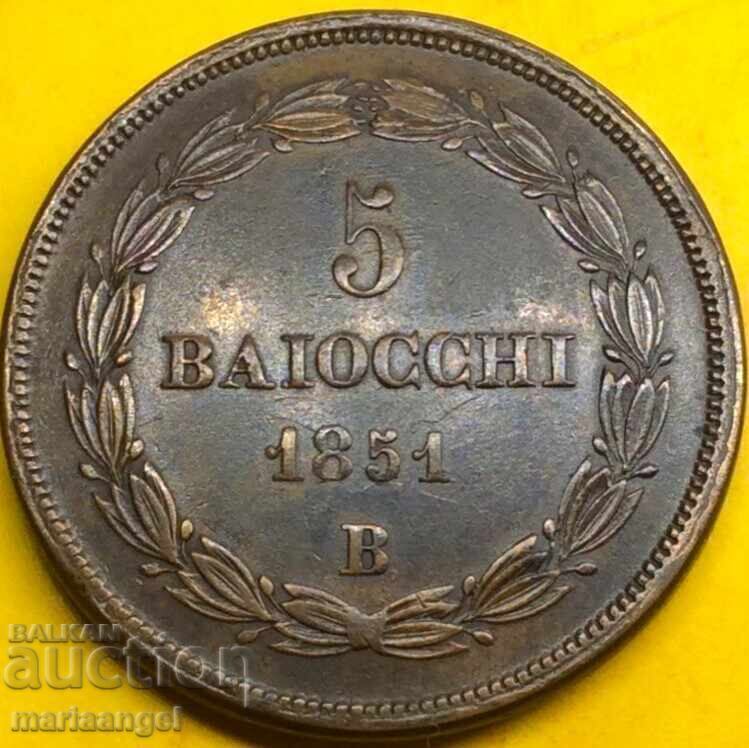 5
BAIOCCHI
1851
B
BALKAN
auction
mariaangel